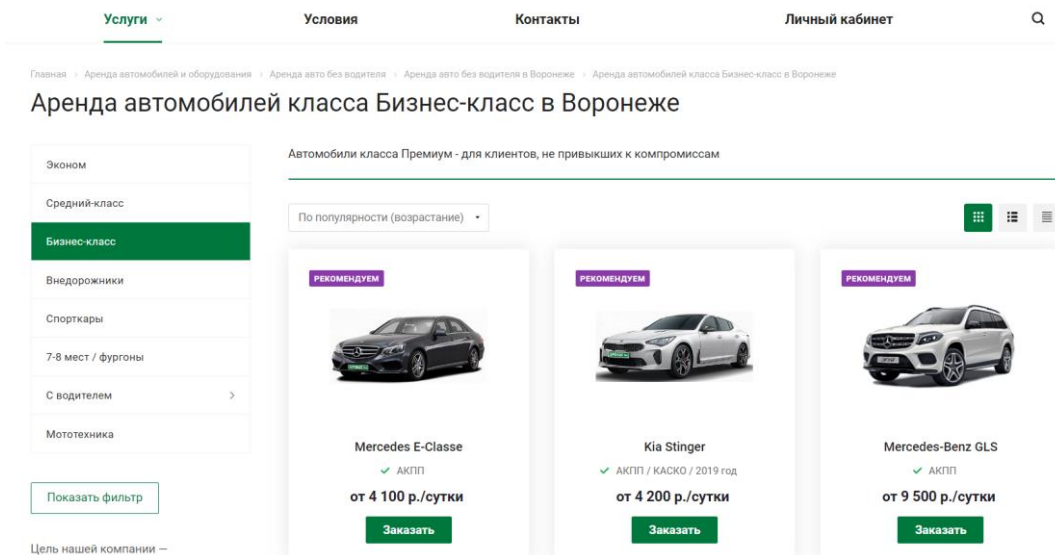 Услуги
Условия
Контакты
Личный кабинет
Главная > Аренда автомобилей и оборудования > Аренда авто без водителя > Аренда авто без водителя в Воронеже > Аренда автомобилей класса Бизнес-класс в Воронеже
Аренда автомобилей класса Бизнес-класс в Воронеже
Эконом
Средний-класс
Бизнес-класс
Внедорожники
Спорткары
7-8 мест / фургоны
С водителем
Мототехника
Показать фильтр
Цель нашей компании —
Автомобили класса Премиум - для клиентов, не привыкших к компромиссам
По популярности (возрастание)
РЕКОМЕНДУЕМ
Mercedes E-Classe
АКПП
от 4 100 р./сутки
Заказать
РЕКОМЕНДУЕМ
Kia Stinger
АКПП / КАСКО / 2019 год
от 4 200 р./сутки
Заказать
РЕКОМЕНДУЕМ
Mercedes-Benz GLS
АКПП
от 9 500 р./сутки
Заказать